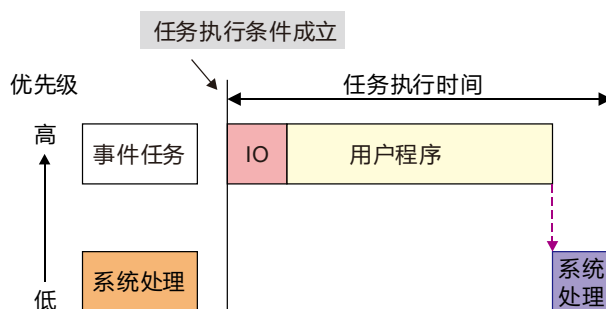 任务执行条件成立
优先级
任务执行时间
高
事件任务
IO
用户程序
系统处理
系统
处理
低